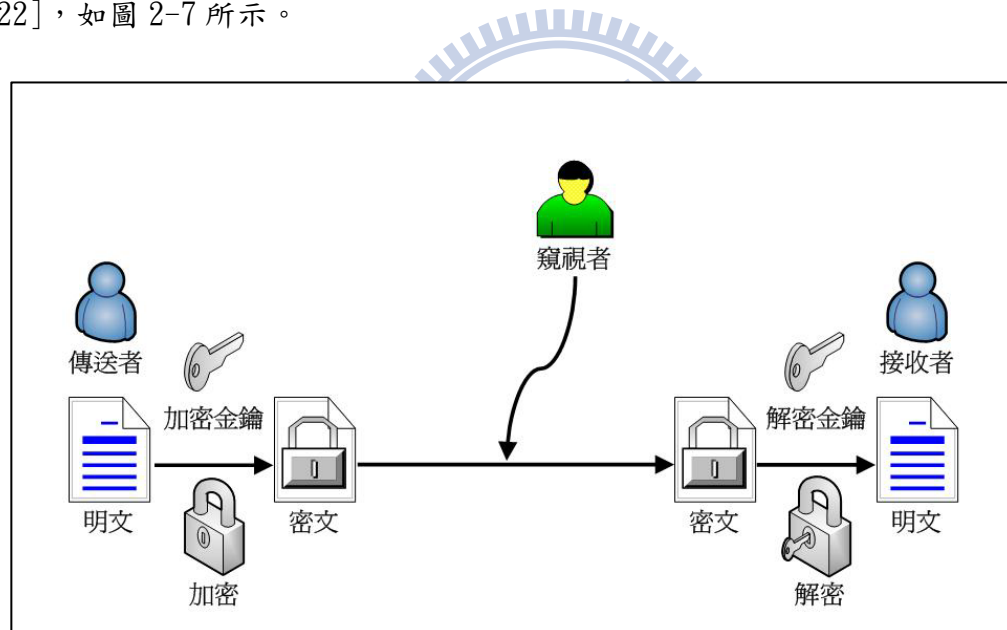 22],如圖 2-7 所示。
窺視者
傳送者
接收者
加密金鑰
解密金鑰
明文
密文
密文
明文
加密
解密